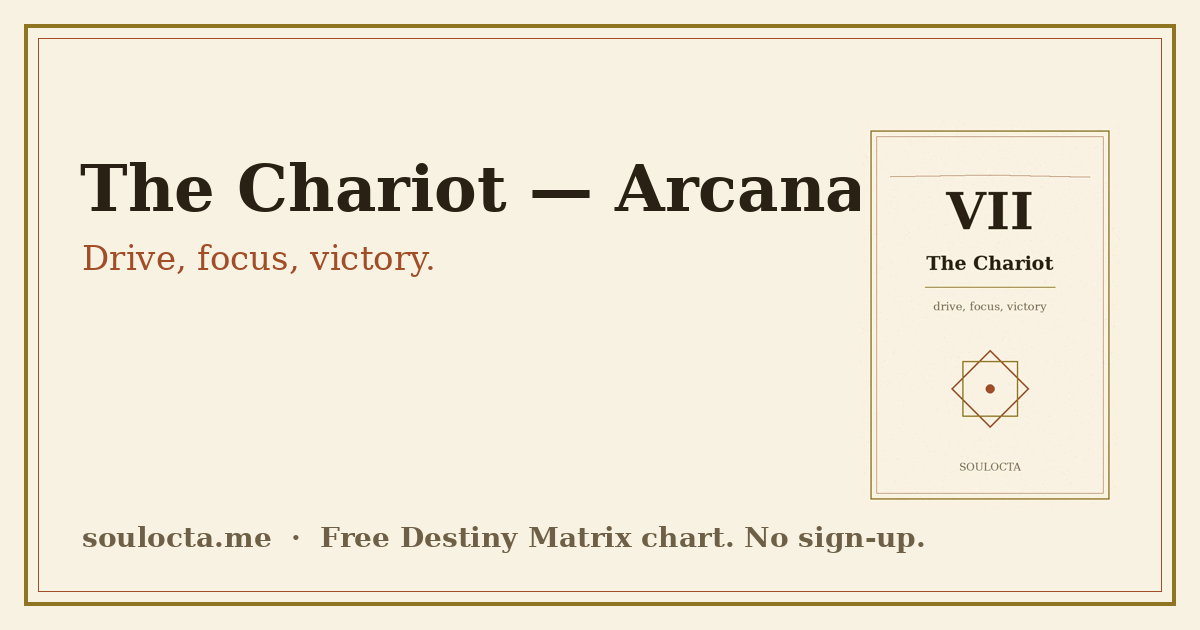 The Chariot — Arcana
Drive, focus, victory.
VII
The Chariot
drive, focus, victory
SOULOCTA
soulocta.me · Free Destiny Matrix chart. No sign-up.